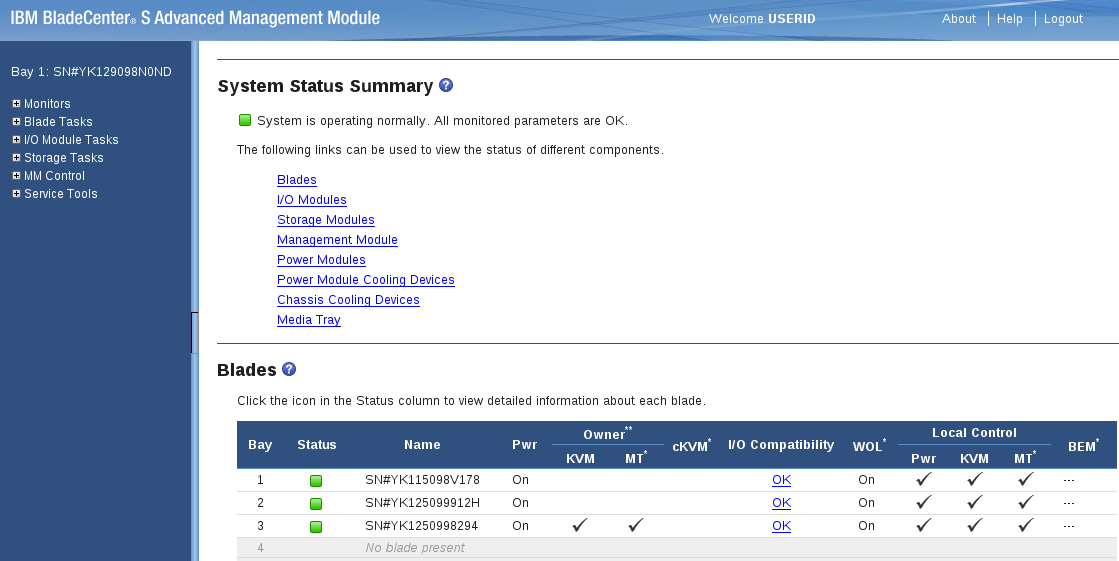 IBM BladeCenter® S Advanced Management Module
Welcome USERID
About Help Logout
Bay 1: SN#YK129098N0ND
Monitors
Blade Tasks
I/O Module Tasks
Storage Tasks
MM Control
Service Tools
System Status Summary ?
System is operating normally. All monitored parameters are OK.
The following links can be used to view the status of different components.
Blades
I/O Modules
Storage Modules
Management Module
Power Modules
Power Module Cooling Devices
Chassis Cooling Devices
Media Tray
Blades ?
Click the icon in the Status column to view detailed information about each blade.
Bay Status Name Pwr Owner** cKVM* I/O Compatibility WOL* Local Control BEM*
KVM MT* Pwr KVM MT*
1 SN#YK115098V178 On OK On ✓ ✓ ✓ ---
2 SN#YK125099912H On OK On ✓ ✓ ✓ ---
3 SN#YK1250998294 On ✓ ✓ OK On ✓ ✓ ✓ ---
4 No blade present